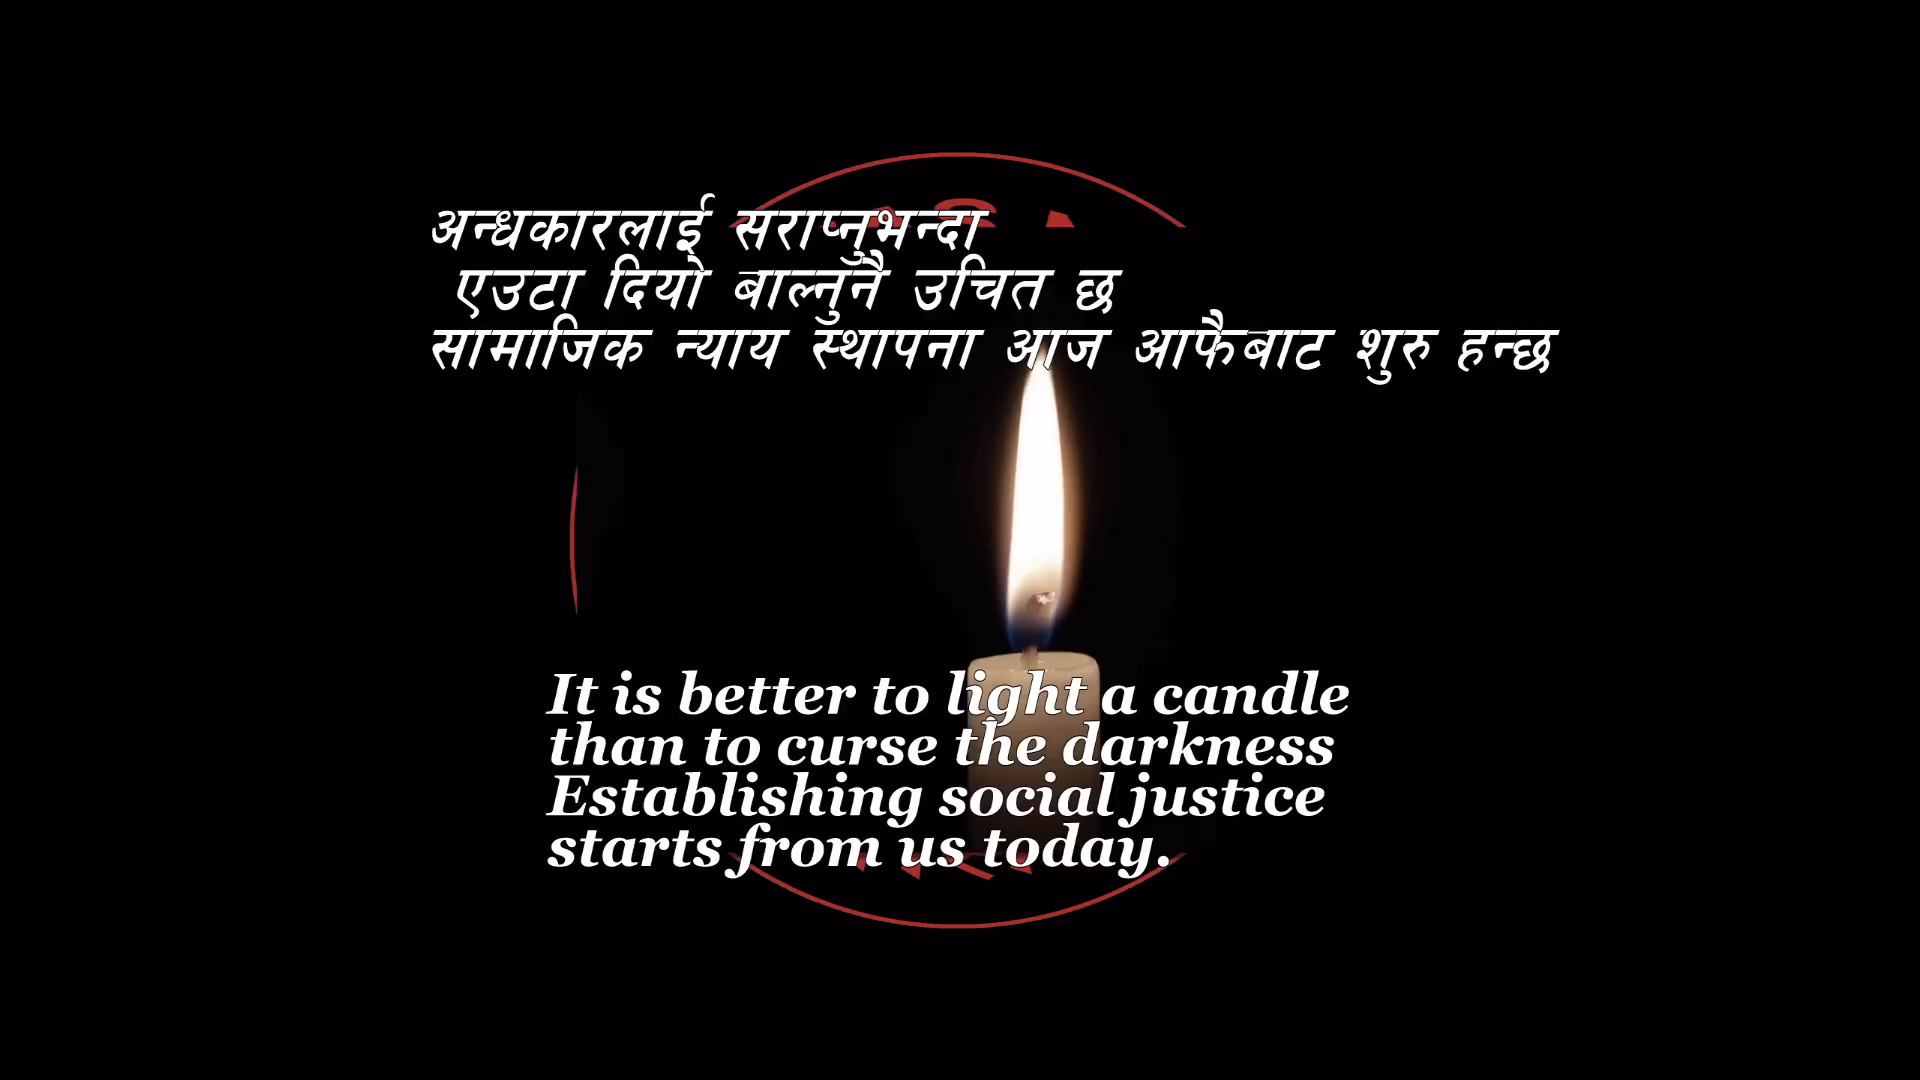 अन्धकारलाई सराप्नुभन्दा
एउटा दियो बाल्नुनै उचित छ
सामाजिक न्याय स्थापना आज आफैबाट शुरु हन्छ
It is better to light a candle
than to curse the darkness
Establishing social justice
starts from us today.